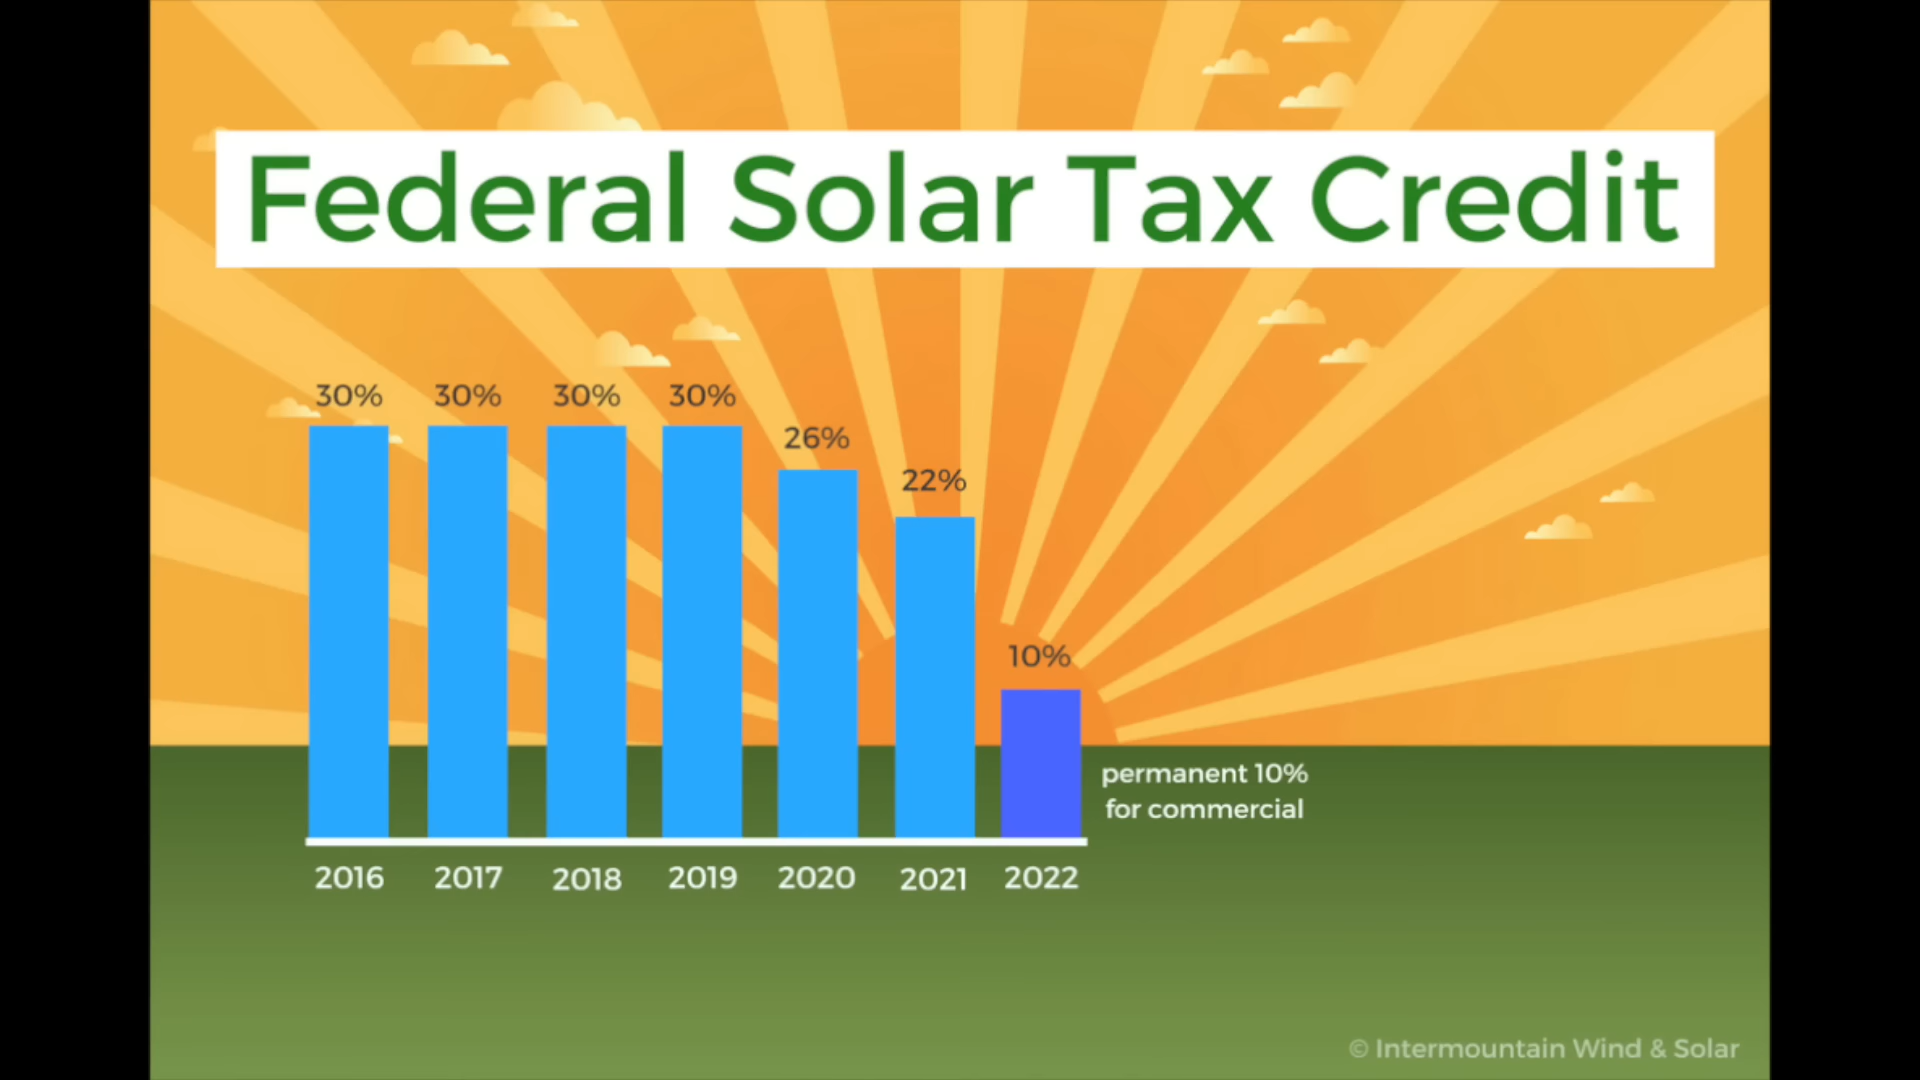 Federal Solar Tax Credit
30% 30% 30% 30%
26%
22%
10%
permanent 10%
for commercial
2016 2017 2018 2019 2020 2021 2022
© Intermountain Wind & Solar